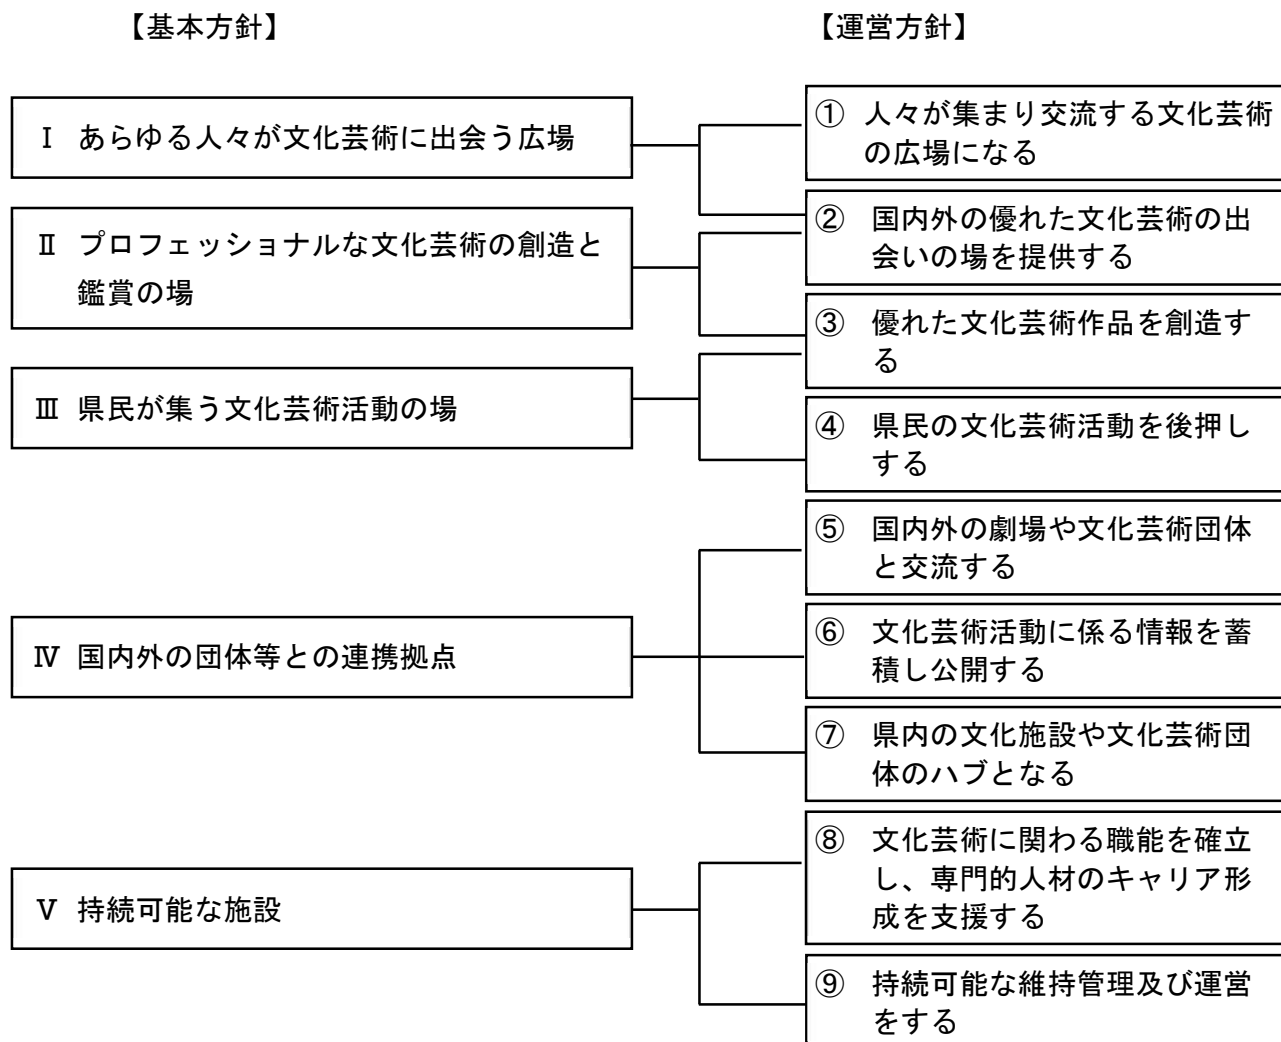 【基本方針】
【運営方針】
Ⅰ あらゆる人々が文化芸術に出会う広場
Ⅱ プロフェッショナルな文化芸術の創造と
鑑賞の場
Ⅲ 県民が集う文化芸術活動の場
Ⅳ 国内外の団体等との連携拠点
Ⅴ 持続可能な施設
① 人々が集まり交流する文化芸術
の広場になる
② 国内外の優れた文化芸術の出
会いの場を提供する
③ 優れた文化芸術作品を創造す
る
④ 県民の文化芸術活動を後押し
する
⑤ 国内外の劇場や文化芸術団体
と交流する
⑥ 文化芸術活動に係る情報を蓄
積し公開する
⑦ 県内の文化施設や文化芸術団
体のハブとなる
⑧ 文化芸術に関わる職能を確立
し、専門的人材のキャリア形
成を支援する
⑨ 持続可能な維持管理及び運営
をする